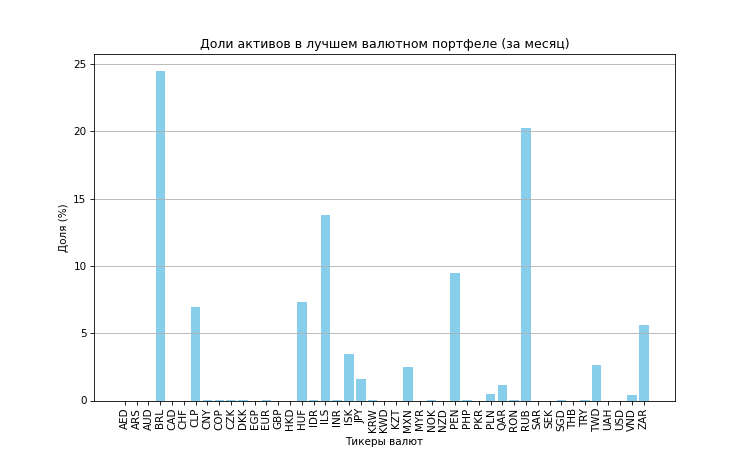 Доли активов в лучшем валютном портфеле (за месяц)
Доля (%)
25
20
15
10
5
0
AED ARS AUD BRL CAD CHF CLP CNY COP CZK DKK EGP EUR GBP HKD HUF IDR ILS INR ISK JPY KRW KWD KZT MXN MYR NOK NZD PEN PHP PKR PLN QAR RON RUB SAR SEK SGD THB TRY TWD UAH USD VND ZAR
Тикеры валют